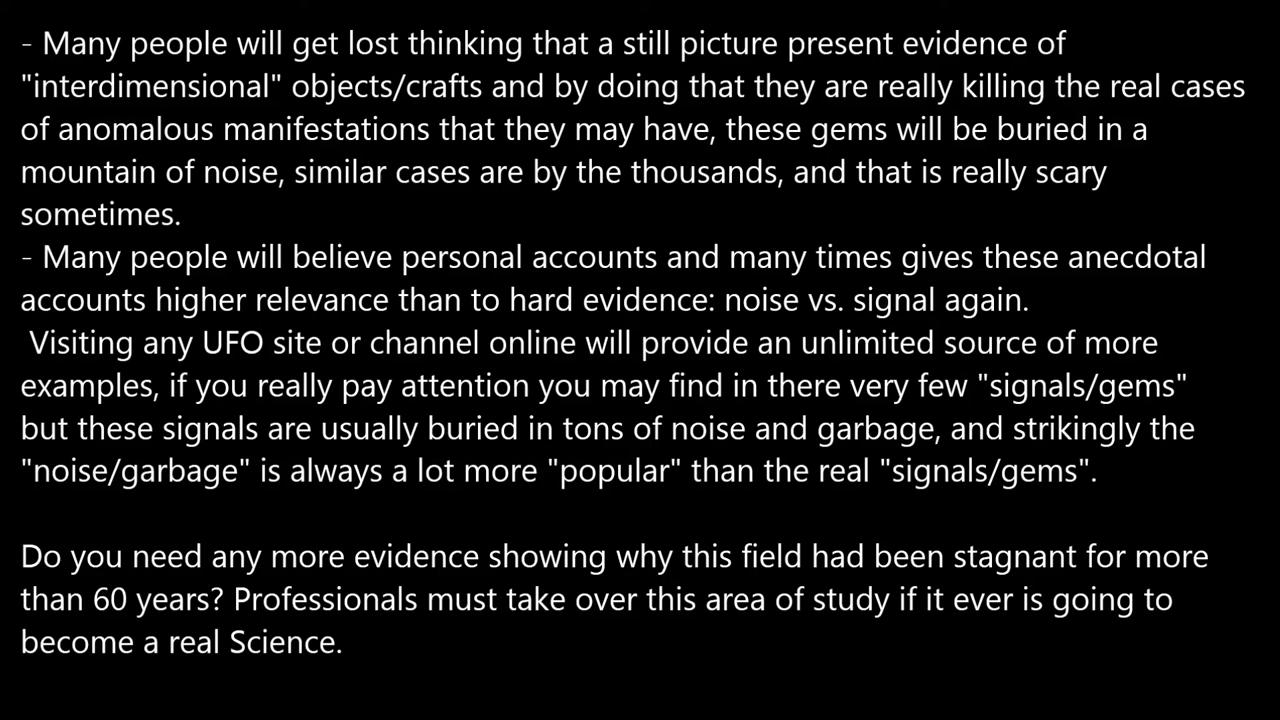 - Many people will get lost thinking that a still picture present evidence of
"interdimensional" objects/crafts and by doing that they are really killing the real cases
of anomalous manifestations that they may have, these gems will be buried in a
mountain of noise, similar cases are by the thousands, and that is really scary
sometimes.
- Many people will believe personal accounts and many times gives these anecdotal
accounts higher relevance than to hard evidence: noise vs. signal again.
Visiting any UFO site or channel online will provide an unlimited source of more
examples, if you really pay attention you may find in there very few "signals/gems"
but these signals are usually buried in tons of noise and garbage, and strikingly the
"noise/garbage" is always a lot more "popular" than the real "signals/gems".
Do you need any more evidence showing why this field had been stagnant for more
than 60 years? Professionals must take over this area of study if it ever is going to
become a real Science.